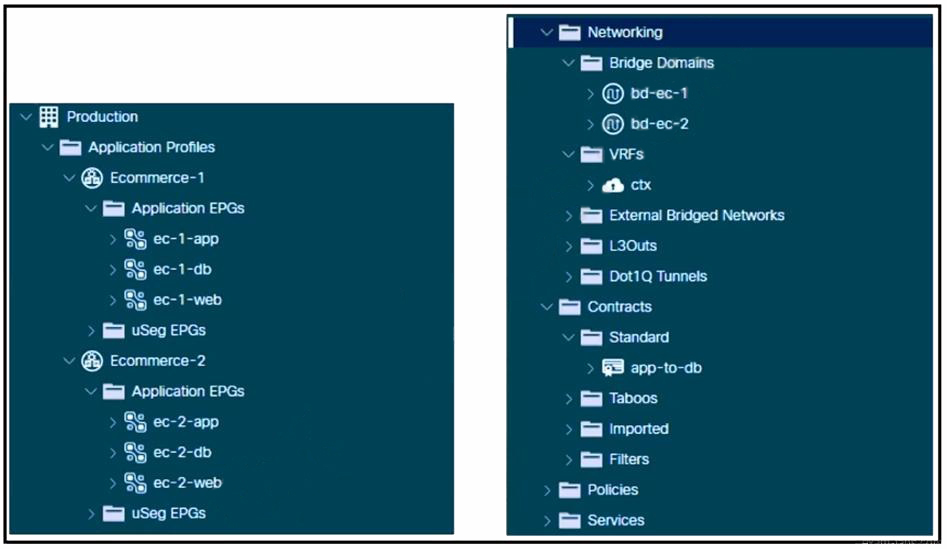 Production
Application Profiles
Ecommerce-1
Application EPGs
ec-1-app
ec-1-db
ec-1-web
uSeg EPGs
Ecommerce-2
Application EPGs
ec-2-app
ec-2-db
ec-2-web
uSeg EPGs
Networking
Bridge Domains
bd-ec-1
bd-ec-2
VRFs
ctx
External Bridged Networks
L3Outs
Dot1Q Tunnels
Contracts
Standard
app-to-db
Taboos
Imported
Filters
Policies
Services